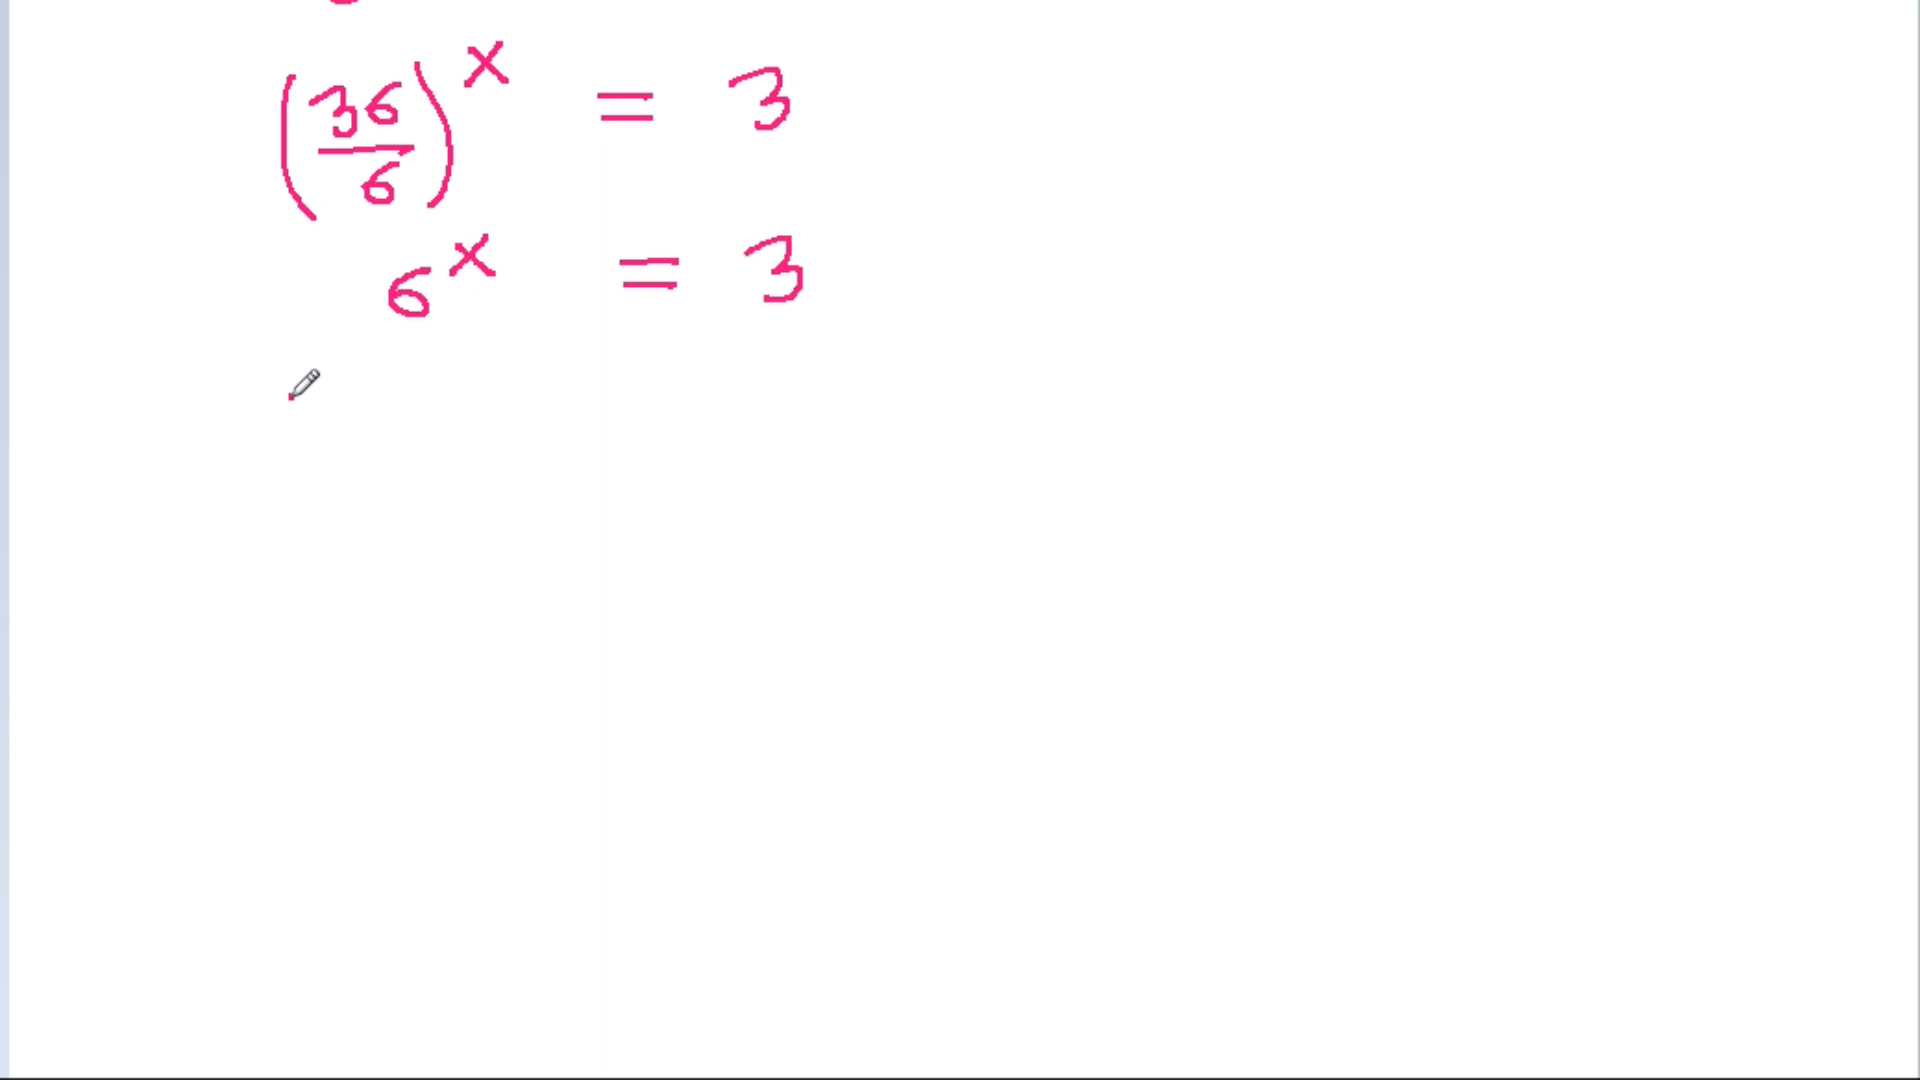 (36/6)^x = 3
6^x = 3